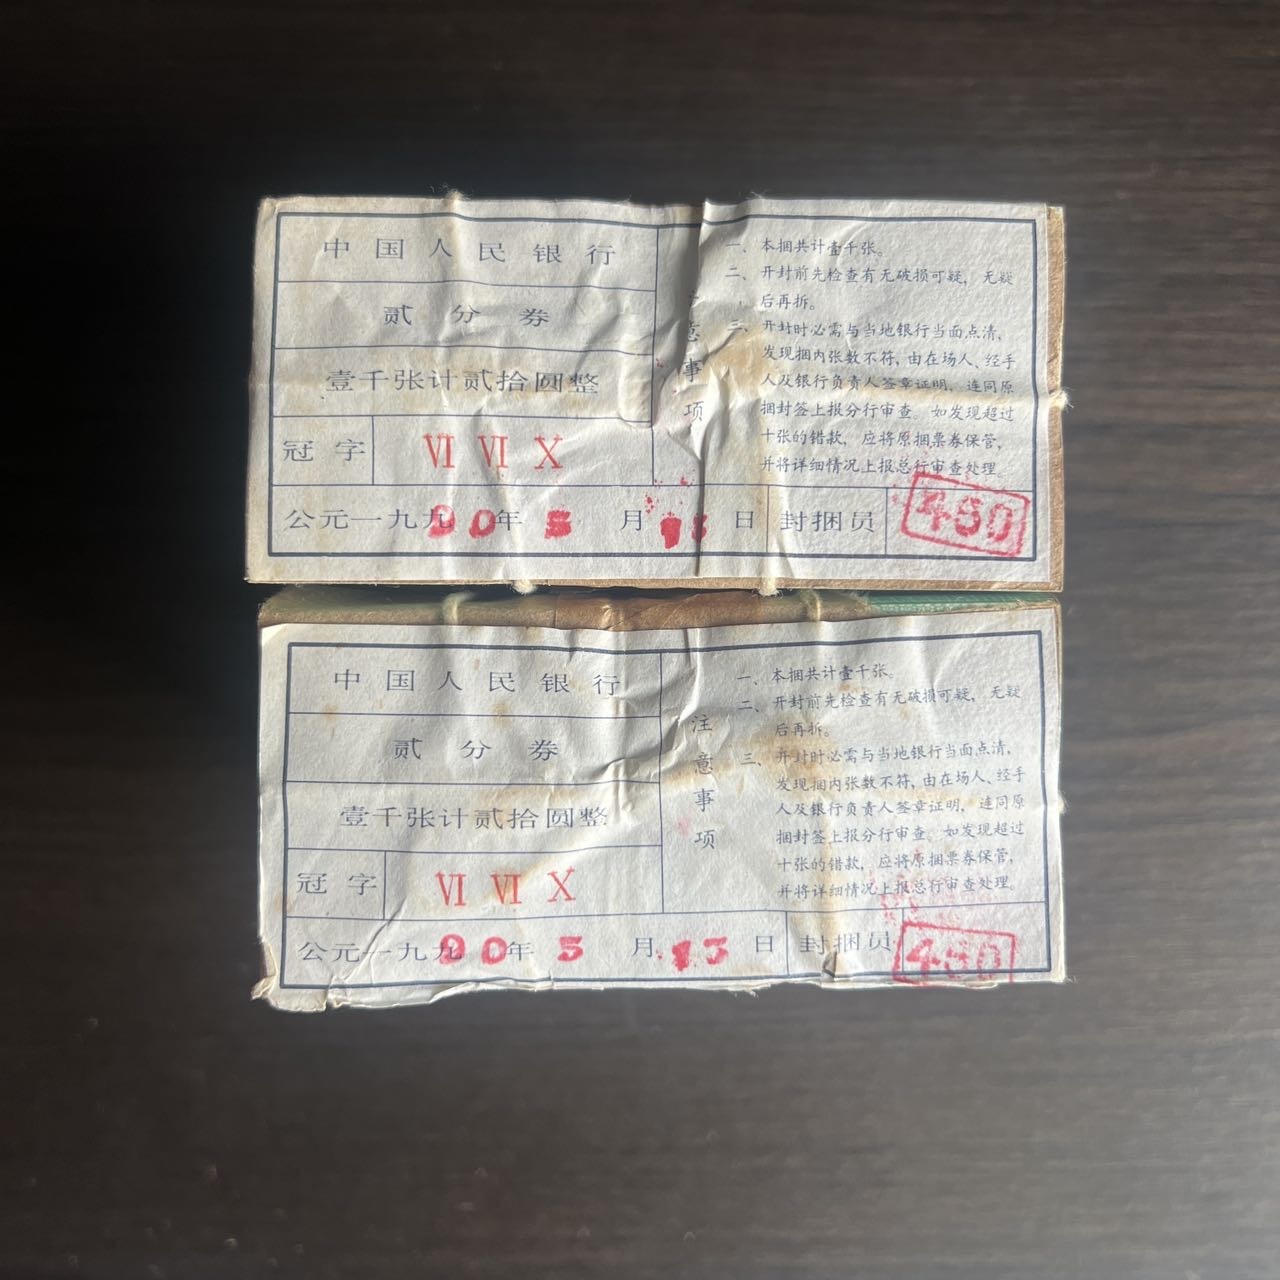 中国人民银行
贰分券
壹千张计贰拾圆整
冠字 VI VI X
公元一九九90年5月13日 封捆员 450
意事项
一、本捆共计壹千张。
二、开封前先检查有无破损可疑，无疑
后再拆。
三、开封时必需与当地银行当面点清，
发现捆内张数不符，由在场人、经手
人及银行负责人签章证明，连同原
捆封签上报分行审查。如发现超过
十张的错款，应将原捆票券保管，
并将详细情况上报总行审查处理。
中国人民银行
贰分券
壹千张计贰拾圆整
冠字 VI VI X
公元一九九90年5月13日 封捆员 450
注意事项
一、本捆共计壹千张。
二、开封前先检查有无破损可疑，无疑
后再拆。
三、开封时必需与当地银行当面点清，
发现捆内张数不符，由在场人、经手
人及银行负责人签章证明，连同原
捆封签上报分行审查。如发现超过
十张的错款，应将原捆票券保管，
并将详细情况上报总行审查处理。